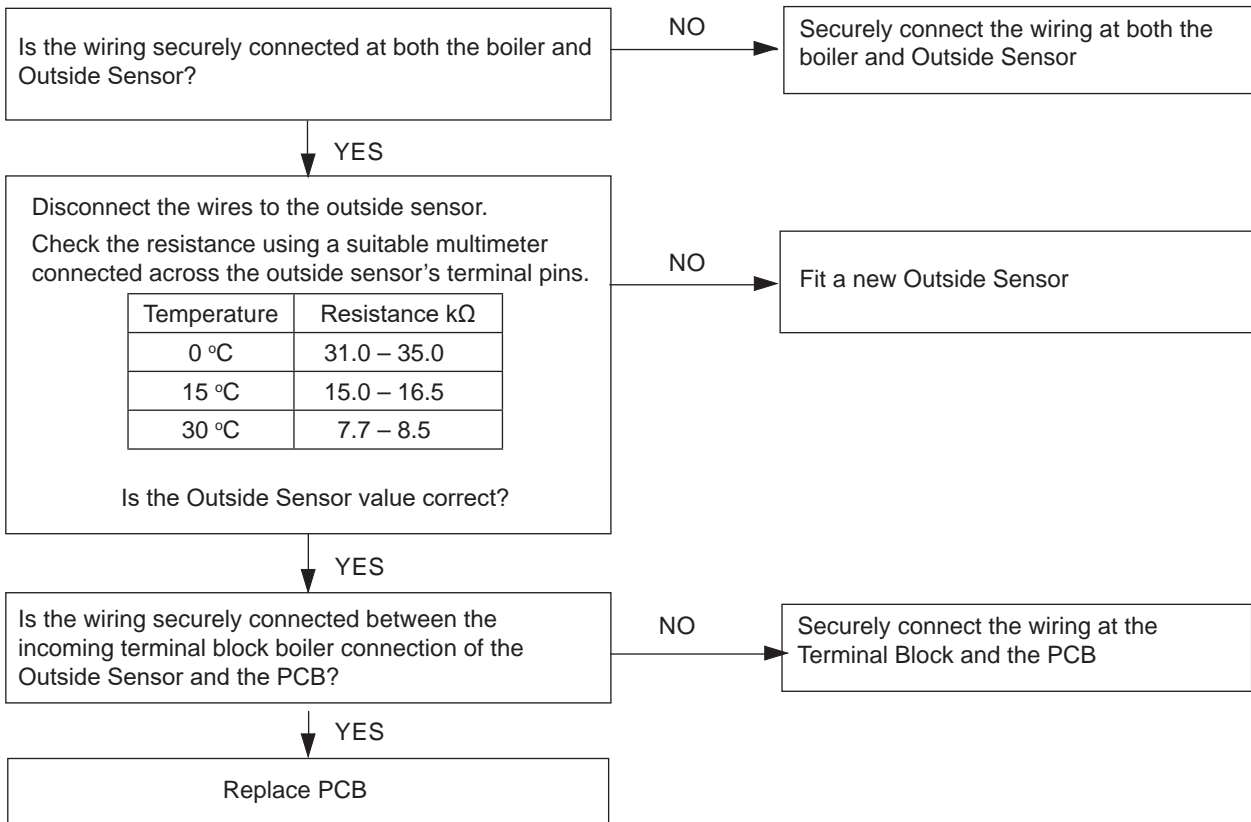 Is the wiring securely connected at both the boiler and
Outside Sensor?
NO
Securely connect the wiring at both the
boiler and Outside Sensor
YES
Disconnect the wires to the outside sensor.
Check the resistance using a suitable multimeter
connected across the outside sensor’s terminal pins.
Temperature Resistance kΩ
0 ºC 31.0 – 35.0
15 ºC 15.0 – 16.5
30 ºC 7.7 – 8.5
Is the Outside Sensor value correct?
NO
Fit a new Outside Sensor
YES
Is the wiring securely connected between the
incoming terminal block boiler connection of the
Outside Sensor and the PCB?
NO
Securely connect the wiring at the
Terminal Block and the PCB
YES
Replace PCB